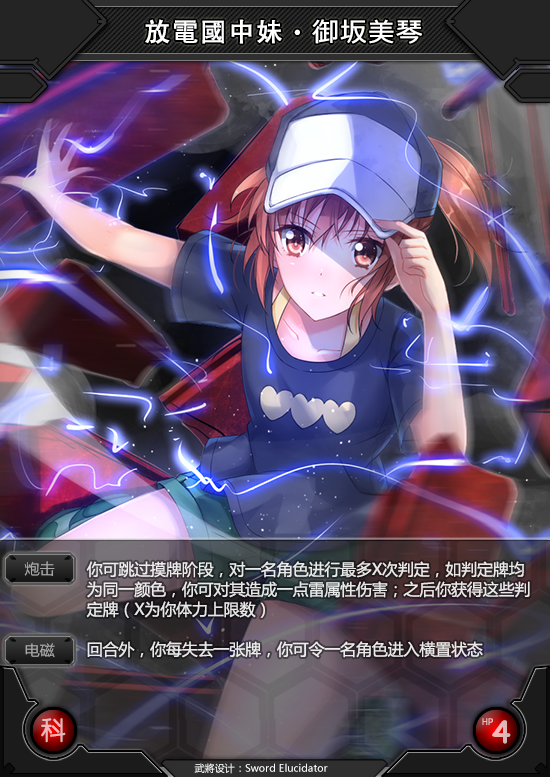 放電國中妹·御坂美琴
炮击
你可跳过摸牌阶段，对一名角色进行最多X次判定，如判定牌均
为同一颜色，你可对其造成一点雷属性伤害；之后你获得这些判
定牌（X为你体力上限数）
电磁
回合外，你每失去一张牌，你可令一名角色进入横置状态
科
HP 4
武將设计：Sword Elucidator